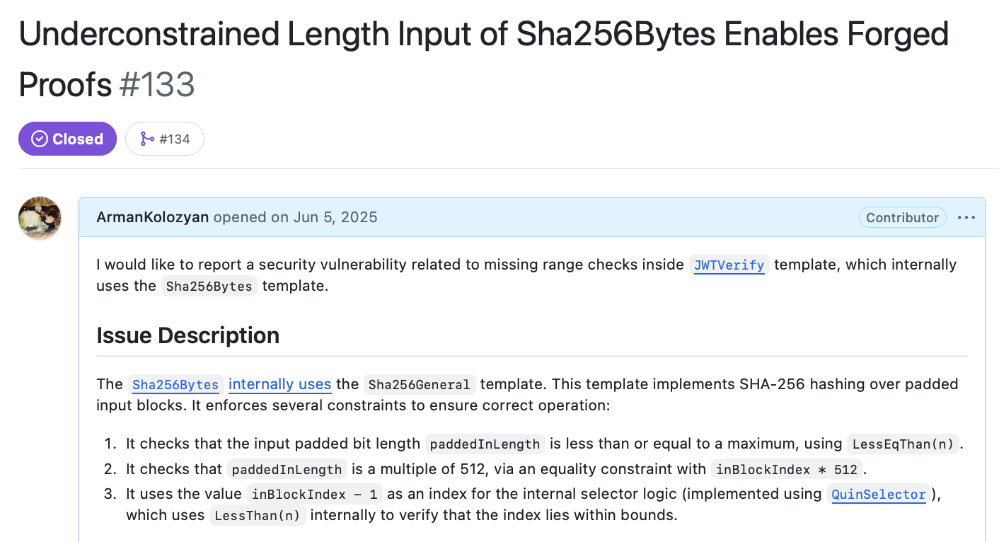 Underconstrained Length Input of Sha256Bytes Enables Forged
Proofs #133
Closed #134
ArmanKolozyan opened on Jun 5, 2025 Contributor
I would like to report a security vulnerability related to missing range checks inside JWTVerify template, which internally
uses the Sha256Bytes template.
Issue Description
The Sha256Bytes internally uses the Sha256General template. This template implements SHA-256 hashing over padded
input blocks. It enforces several constraints to ensure correct operation:
1. It checks that the input padded bit length paddedInLength is less than or equal to a maximum, using LessEqThan(n).
2. It checks that paddedInLength is a multiple of 512, via an equality constraint with inBlockIndex * 512.
3. It uses the value inBlockIndex - 1 as an index for the internal selector logic (implemented using QuinSelector),
which uses LessThan(n) internally to verify that the index lies within bounds.